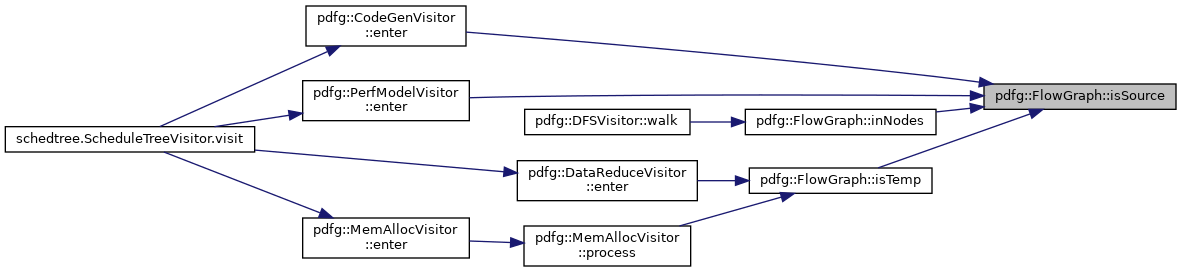 pdfg::CodeGenVisitor
::enter
pdfg::PerfModelVisitor
::enter
pdfg::FlowGraph::isSource
pdfg::DFSVisitor::walk
pdfg::FlowGraph::inNodes
schedtree.ScheduleTreeVisitor.visit
pdfg::DataReduceVisitor
::enter
pdfg::FlowGraph::isTemp
pdfg::MemAllocVisitor
::enter
pdfg::MemAllocVisitor
::process